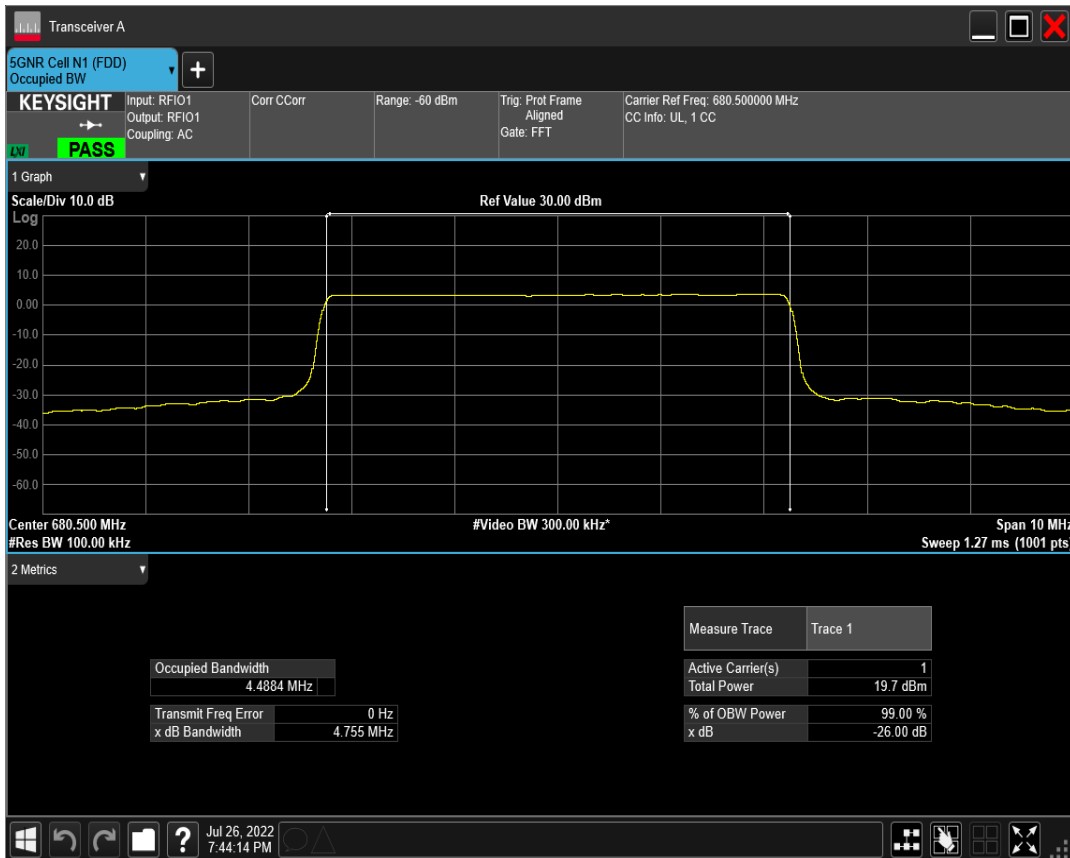 Transceiver A
5GNR Cell N1 (FDD)
Occupied BW
+
KEYSIGHT
LXI
PASS
Input: RFIO1
Output: RFIO1
Coupling: AC
Corr CCorr
Range: -60 dBm
Trig: Prot Frame
Aligned
Gate: FFT
Carrier Ref Freq: 680.500000 MHz
CC Info: UL, 1 CC
1 Graph
Scale/Div 10.0 dB
Ref Value 30.00 dBm
Log
20.0
10.0
0.00
-10.0
-20.0
-30.0
-40.0
-50.0
-60.0
Center 680.500 MHz
#Video BW 300.00 kHz*
Span 10 MHz
#Res BW 100.00 kHz
Sweep 1.27 ms (1001 pts)
2 Metrics
Measure Trace Trace 1
Occupied Bandwidth
4.4884 MHz
Active Carrier(s) 1
Total Power 19.7 dBm
Transmit Freq Error 0 Hz
x dB Bandwidth 4.755 MHz
% of OBW Power 99.00 %
x dB -26.00 dB
?
Jul 26, 2022
7:44:14 PM